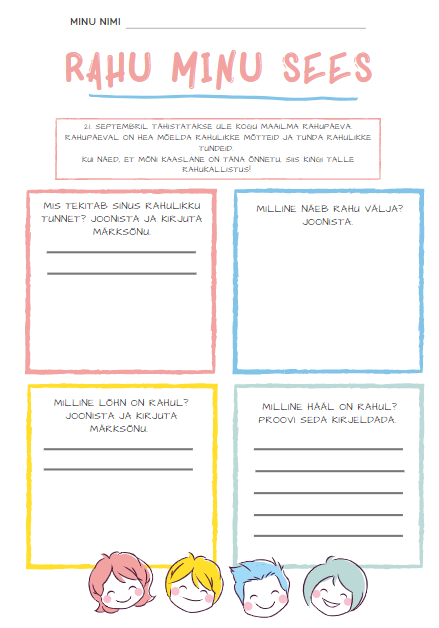 MINU NIMI
RAHU MINU SEES
21. SEPTEMBRIL TÄHISTATAKSE ÜLE KOGU MAAILMA RAHUPÄEVA.
RAHUPÄEVAL ON HEA MÕELDA RAHULIKKE MÕTTEID JA TUNDA RAHULIKKE
TUNDEID.
KUI NÄED, ET MÕNI KAASLANE ON TÄNA ÕNNETU, SIIS KINGI TALLE
RAHUKALLISTUS!
MIS TEKITAB SINUS RAHULIKKU
TUNNET? JOONISTA JA KIRJUTA
MÄRKSÕNU.
MILLINE NÄEB RAHU VÄLJA?
JOONISTA.
MILLINE LÕHN ON RAHUL?
JOONISTA JA KIRJUTA
MÄRKSÕNU.
MILLINE HÄÄL ON RAHUL?
PROOVI SEDA KIRJELDADA.